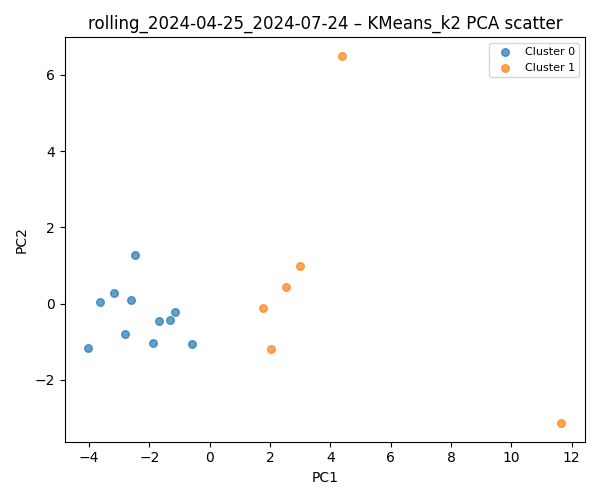 rolling_2024-04-25_2024-07-24 – KMeans_k2 PCA scatter
Cluster 0
Cluster 1
PC2
6
4
2
0
−2
−4 −2 0 2 4 6 8 10 12
PC1